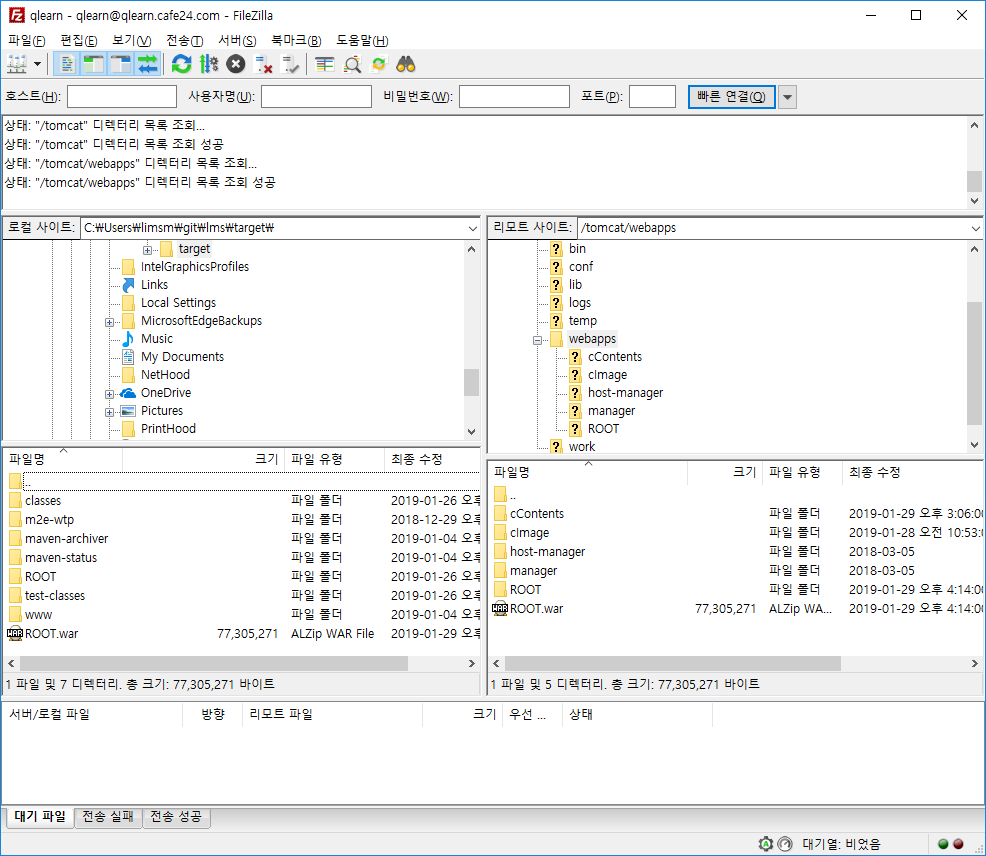 qlearn - qlearn@qlearn.cafe24.com - FileZilla
파일(F) 편집(E) 보기(V) 전송(T) 서버(S) 북마크(B) 도움말(H)
호스트(H): 사용자명(U): 비밀번호(W): 포트(P): 빠른 연결(Q)
상태: "/tomcat" 디렉터리 목록 조회...
상태: "/tomcat" 디렉터리 목록 조회 성공
상태: "/tomcat/webapps" 디렉터리 목록 조회...
상태: "/tomcat/webapps" 디렉터리 목록 조회 성공
로컬 사이트: C:₩Users₩limsm₩git₩lms₩target₩
target
IntelGraphicsProfiles
Links
Local Settings
MicrosoftEdgeBackups
Music
My Documents
NetHood
OneDrive
Pictures
PrintHood
파일명 크기 파일 유형 최종 수정
..
classes 파일 폴더 2019-01-26 오후
m2e-wtp 파일 폴더 2018-12-29 오후
maven-archiver 파일 폴더 2019-01-04 오후
maven-status 파일 폴더 2019-01-04 오후
ROOT 파일 폴더 2019-01-26 오후
test-classes 파일 폴더 2019-01-26 오후
www 파일 폴더 2019-01-04 오후
ROOT.war 77,305,271 ALZip WAR File 2019-01-29 오후
1 파일 및 7 디렉터리. 총 크기: 77,305,271 바이트
리모트 사이트: /tomcat/webapps
bin
conf
lib
logs
temp
webapps
cContents
cImage
host-manager
manager
ROOT
work
파일명 크기 파일 유형 최종 수정
..
cContents 파일 폴더 2019-01-29 오후 3:06:00
cImage 파일 폴더 2019-01-28 오전 10:53:0
host-manager 파일 폴더 2018-03-05
manager 파일 폴더 2018-03-05
ROOT 파일 폴더 2019-01-29 오후 4:14:00
ROOT.war 77,305,271 ALZip WA... 2019-01-29 오후 4:14:00
1 파일 및 5 디렉터리. 총 크기: 77,305,271 바이트
서버/로컬 파일 방향 리모트 파일 크기 우선 ... 상태
대기 파일 전송 실패 전송 성공
대기열: 비었음